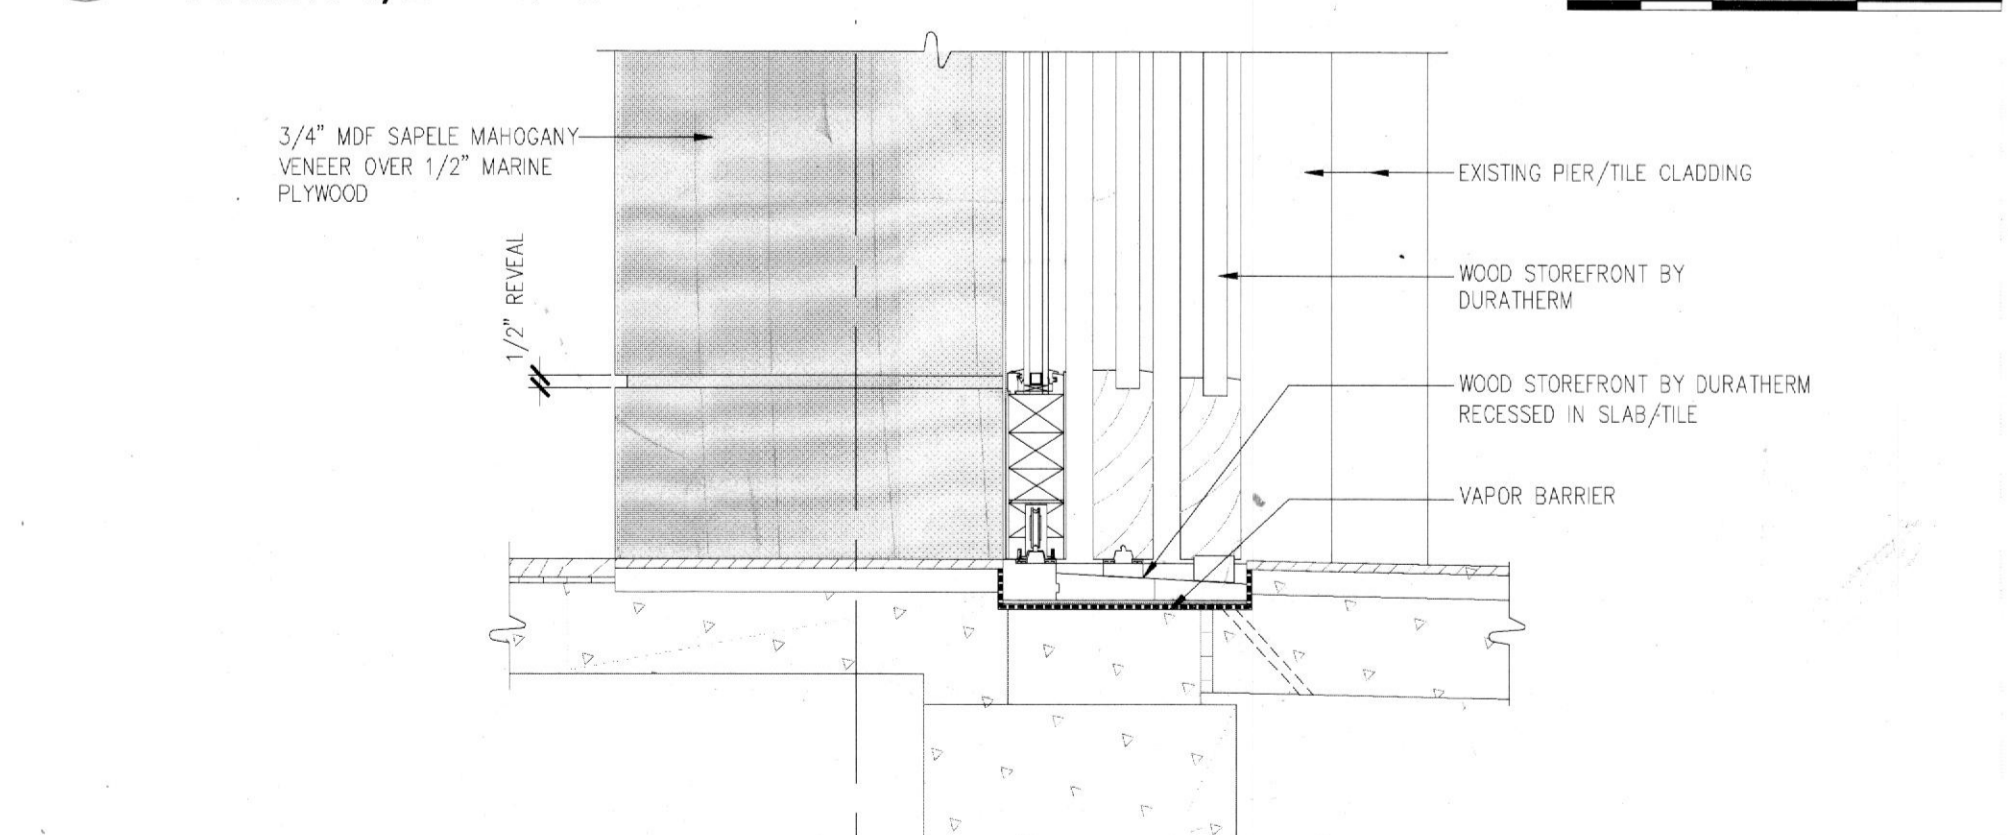 3/4" MDF SAPELE MAHOGANY
VENEER OVER 1/2" MARINE
PLYWOOD
1/2" REVEAL
EXISTING PIER/TILE CLADDING
WOOD STOREFRONT BY
DURATHERM
WOOD STOREFRONT BY DURATHERM
RECESSED IN SLAB/TILE
VAPOR BARRIER